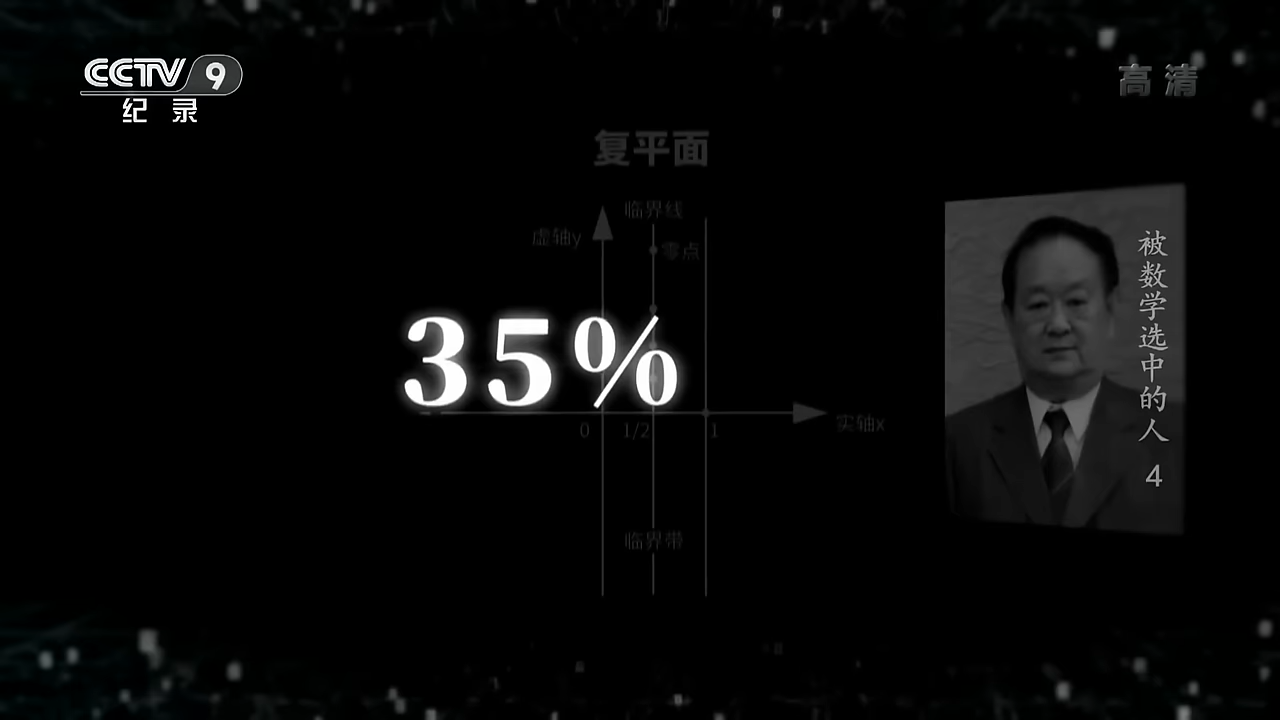 CCTV 9
纪录
高清
复平面
临界线
虚轴y
零点
35%
实轴x
0
1/2
1
临界带
被数学选中的人 4